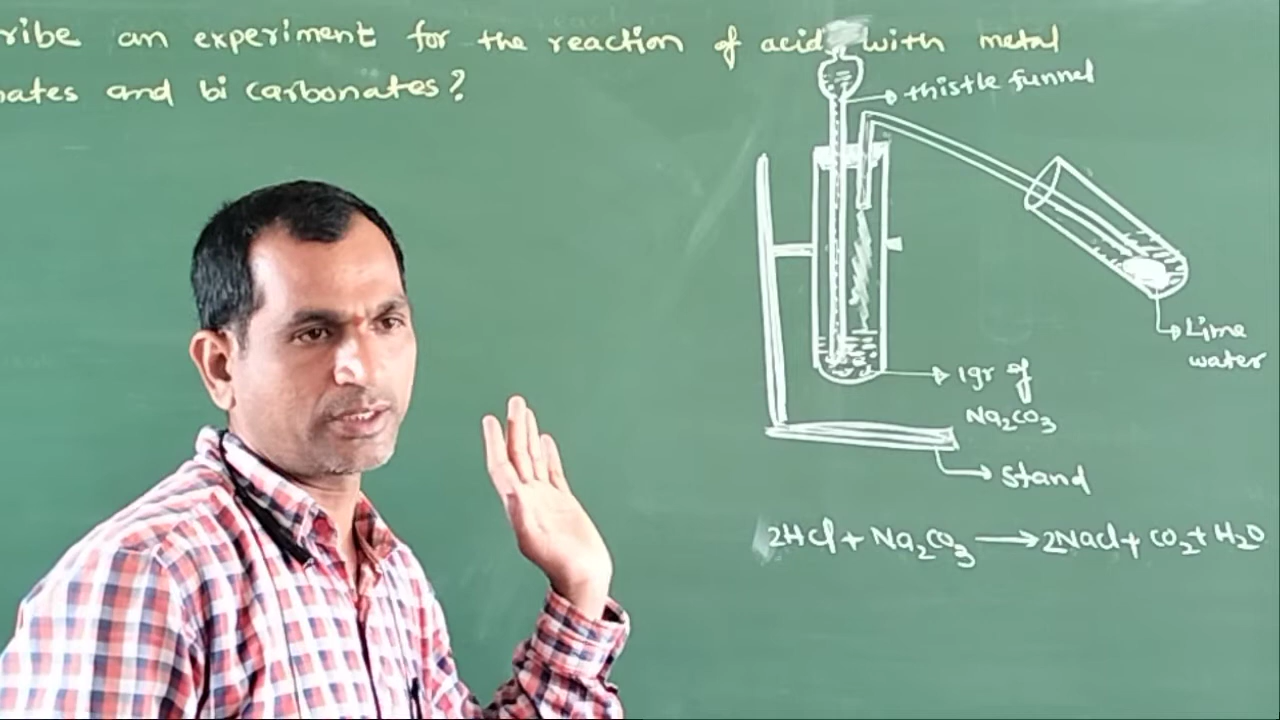 ribe an experiment for the reaction of acid with metal
nates and bi carbonates?
thistle funnel
Lime
water
1gr of
Na₂CO₃
stand
2HCl + Na₂CO₃ → 2NaCl + CO₂ + H₂O